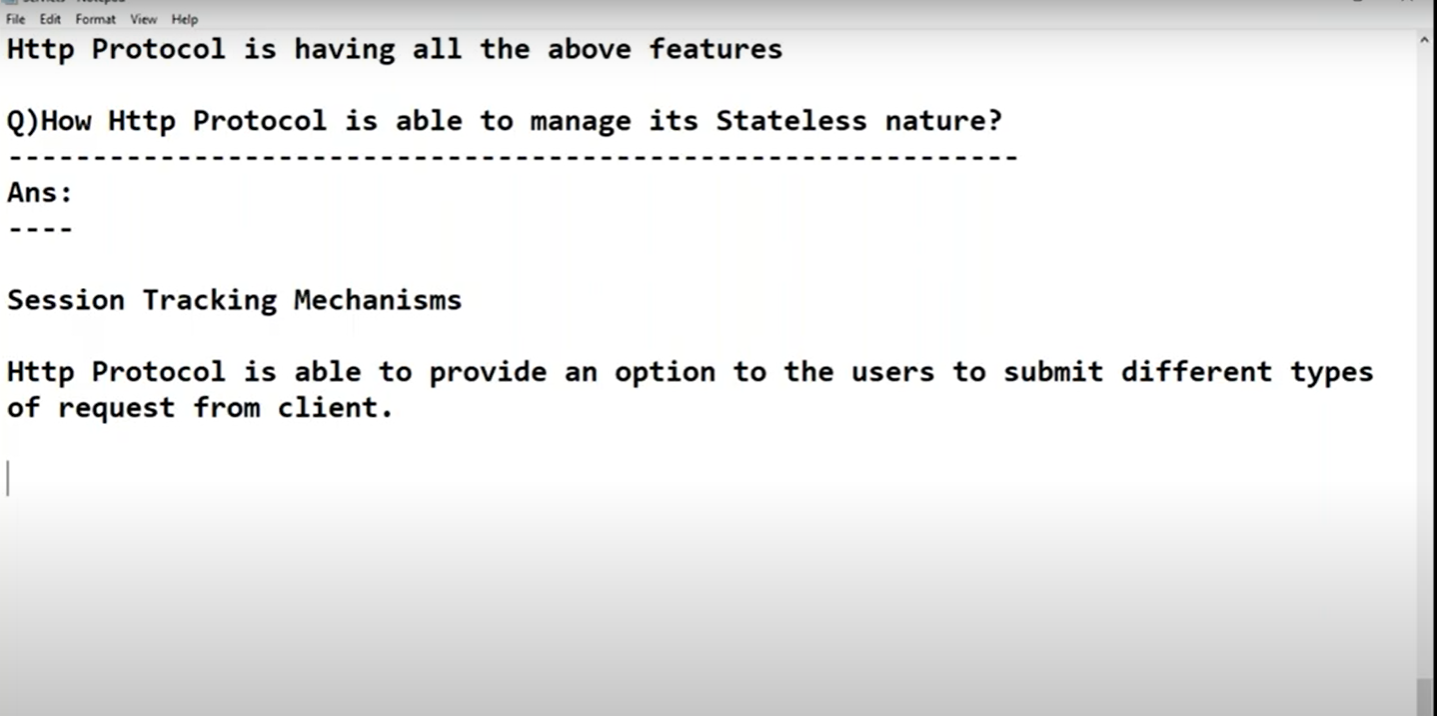 File Edit Format View Help
Http Protocol is having all the above features
Q)How Http Protocol is able to manage its Stateless nature?
------------------------------------------------------------
Ans:
----
Session Tracking Mechanisms
Http Protocol is able to provide an option to the users to submit different types
of request from client.